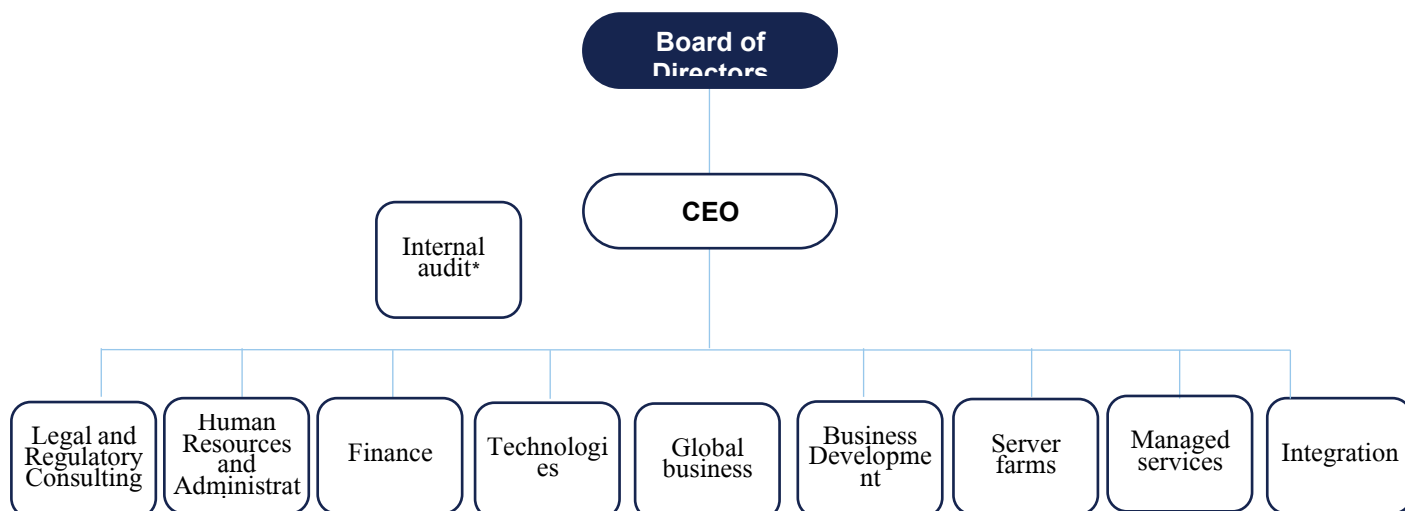 Board of
Directors
CEO
Internal
audit*
Legal and
Regulatory
Consulting
Human
Resources
and
Administrat
Finance
Technologi
es
Global
business
Business
Developme
nt
Server
farms
Managed
services
Integration